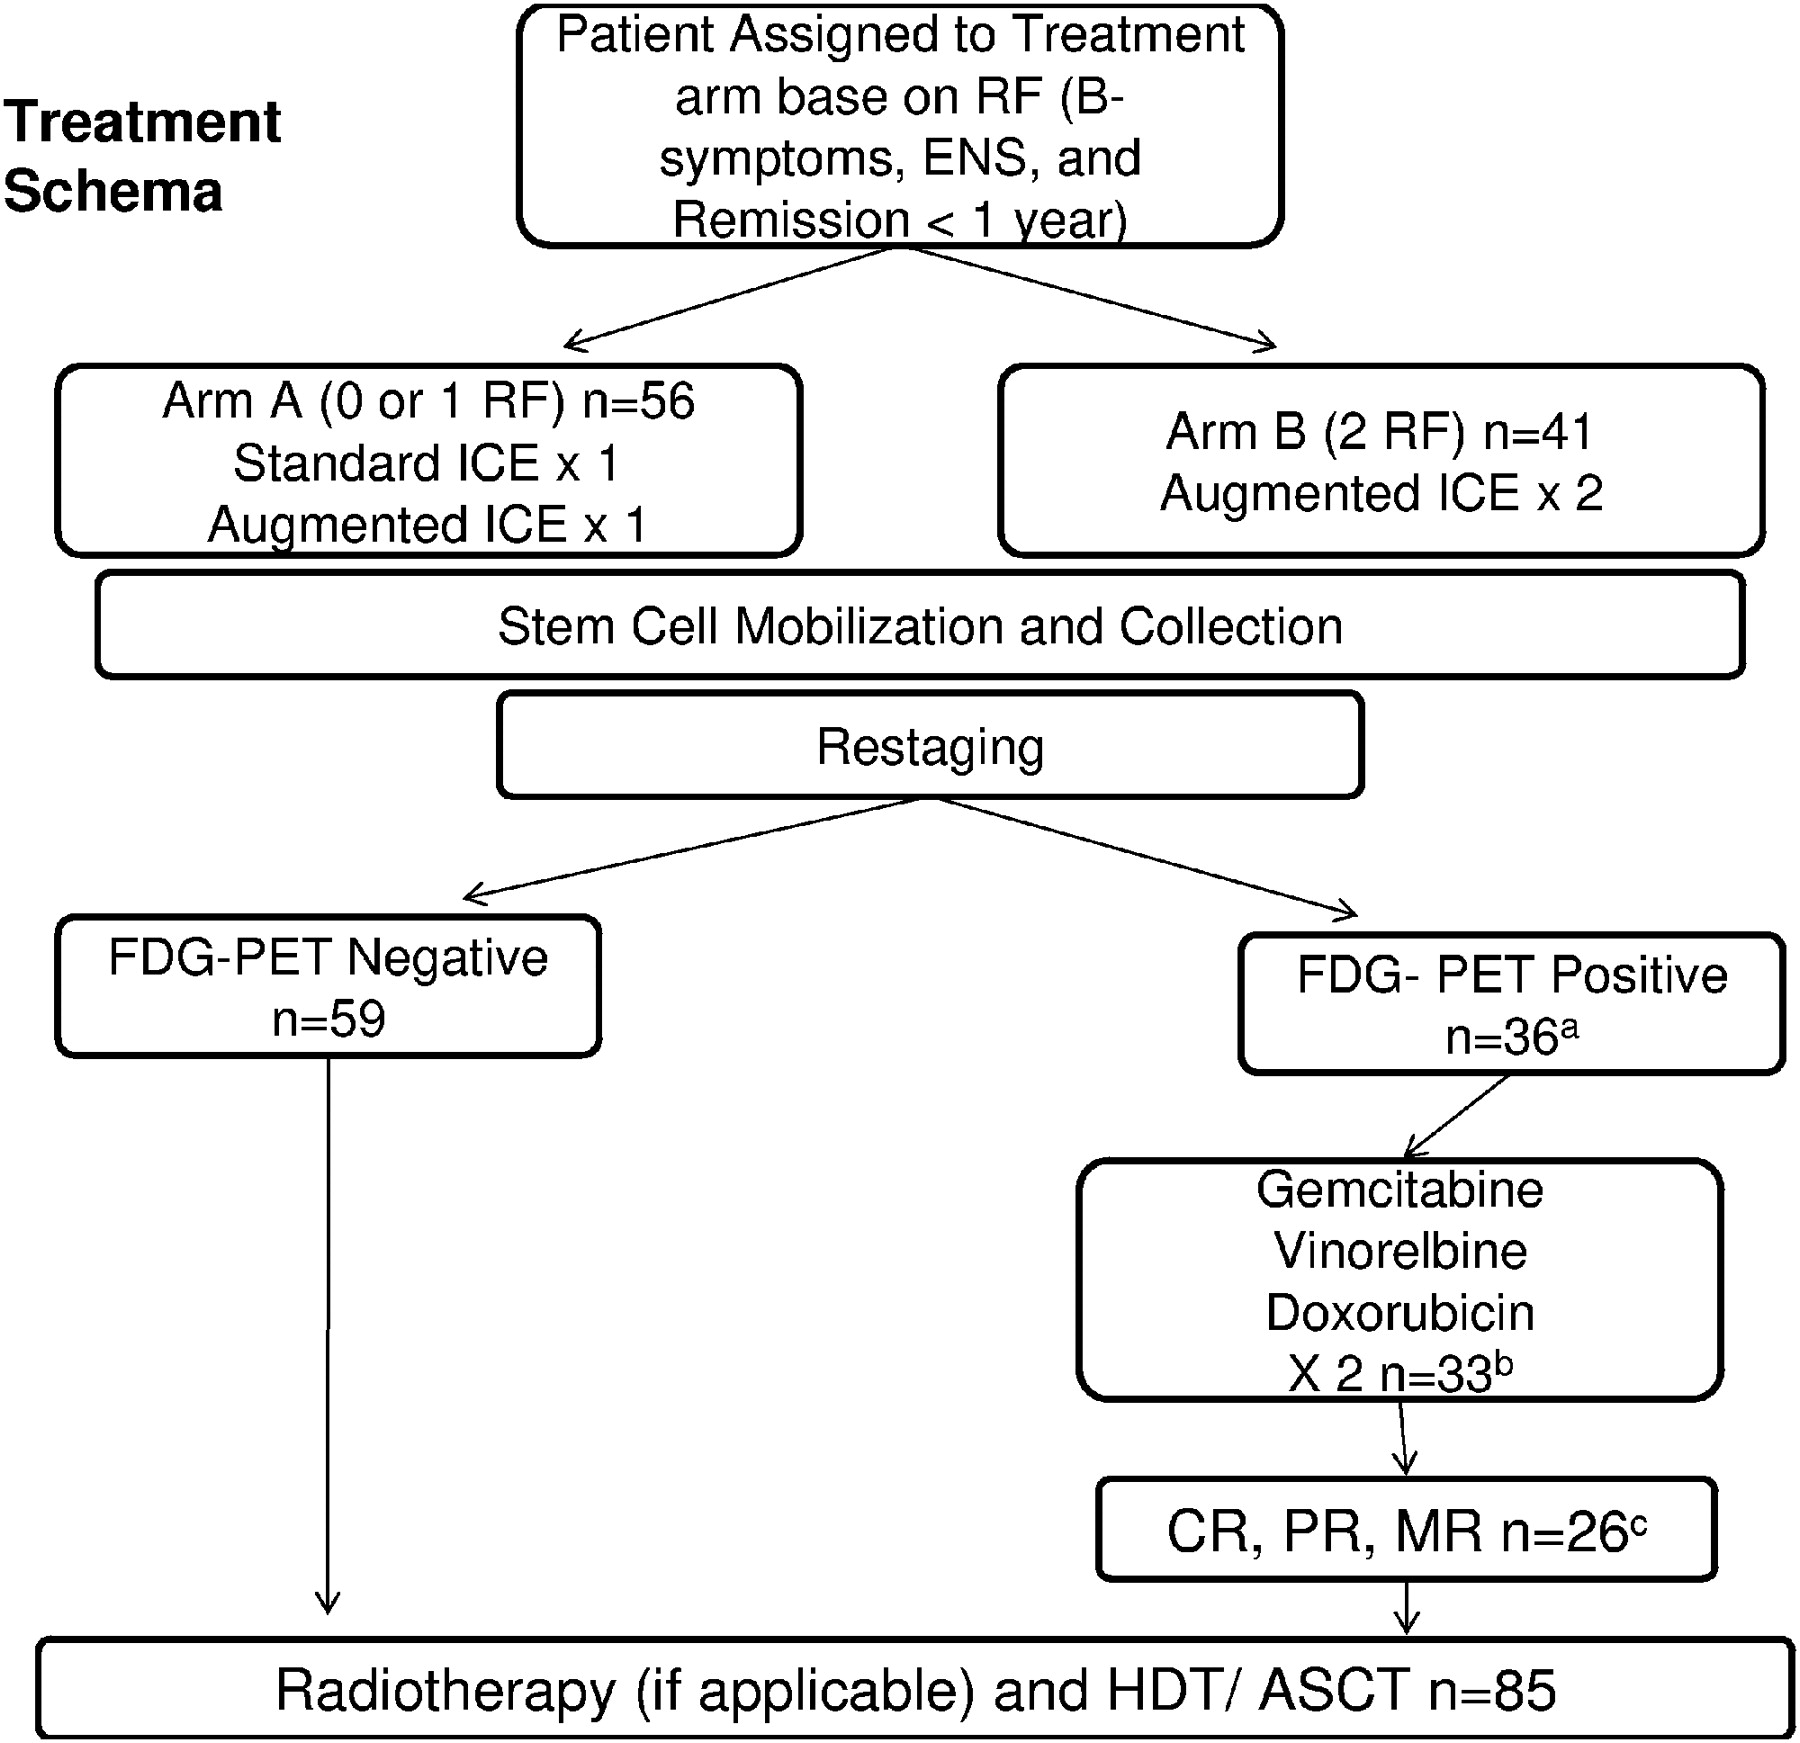 Treatment
Schema
Patient Assigned to Treatment
arm base on RF (B-
symptoms, ENS, and
Remission < 1 year)
Arm A (0 or 1 RF) n=56
Standard ICE x 1
Augmented ICE x 1
Arm B (2 RF) n=41
Augmented ICE x 2
Stem Cell Mobilization and Collection
Restaging
FDG-PET Negative
n=59
FDG- PET Positive
n=36ᵃ
Gemcitabine
Vinorelbine
Doxorubicin
X 2 n=33ᵇ
CR, PR, MR n=26ᶜ
Radiotherapy (if applicable) and HDT/ ASCT n=85